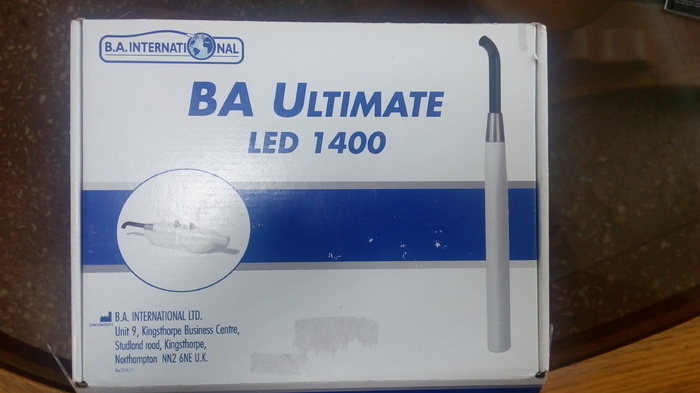 B.A. INTERNATIONAL
BA ULTIMATE
LED 1400
B.A. INTERNATIONAL LTD.
Unit 9, Kingsthorpe Business Centre,
Studland road, Kingsthorpe,
Northampton NN2 6NE U.K.